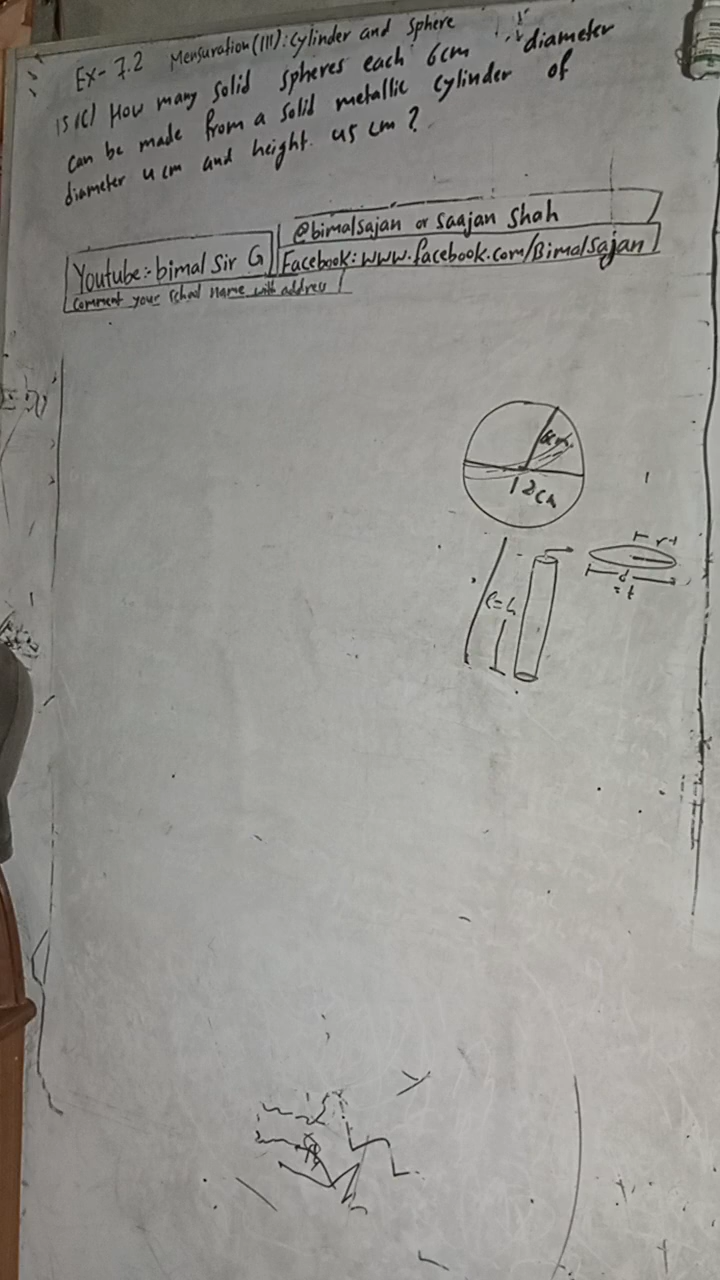 Ex- 7.2 Mensuration (III): Cylinder and Sphere
15 (C) How many solid spheres each 6cm diameter
can be made from a solid metallic cylinder of
diameter 4 cm and height 45 cm ?
@bimalsajan or Saajan Shah
Youtube:- bimal Sir G
Facebook: www.facebook.com/Bimalsajan
Comment your School name with address
6cm
12cm
r
d
l=h